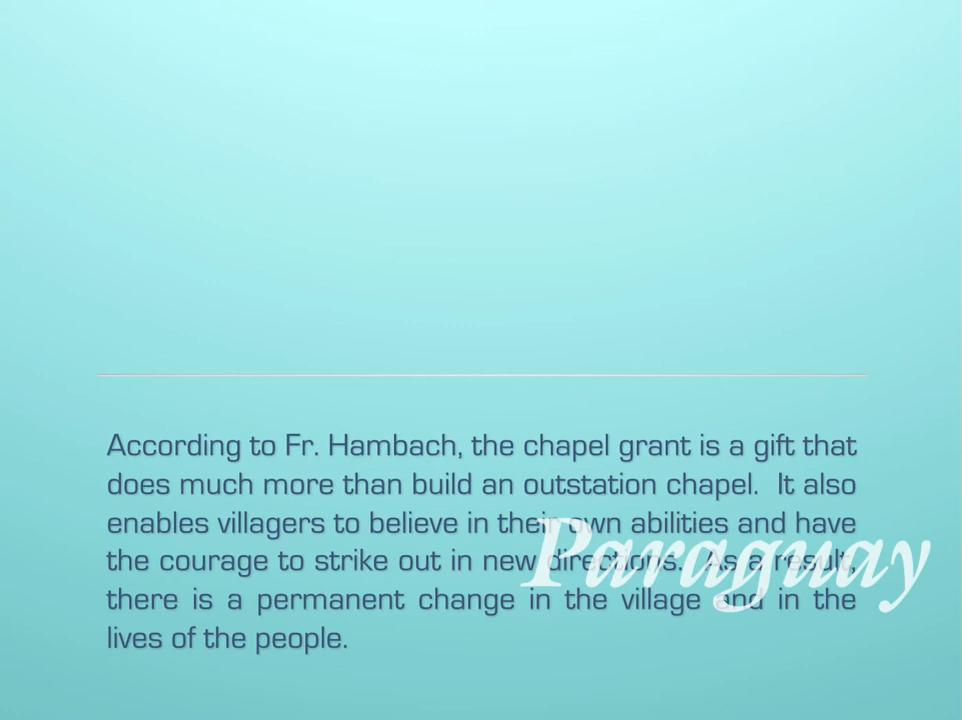 According to Fr. Hambach, the chapel grant is a gift that
does much more than build an outstation chapel. It also
enables villagers to believe in their own abilities and have
the courage to strike out in new directions. As a result,
there is a permanent change in the village and in the
lives of the people.
Paraguay